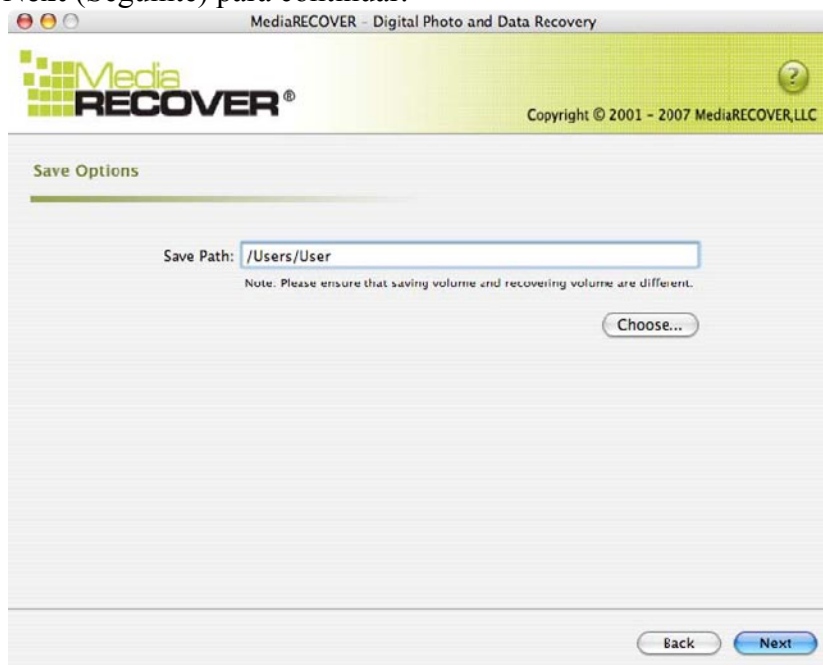 Next (Seguinte) para continuar.
MediaRECOVER - Digital Photo and Data Recovery
Media
RECOVER®
?
Copyright © 2001 - 2007 MediaRECOVER,LLC
Save Options
Save Path: /Users/User
Note: Please ensure that saving volume and recovering volume are different.
Choose...
Back Next